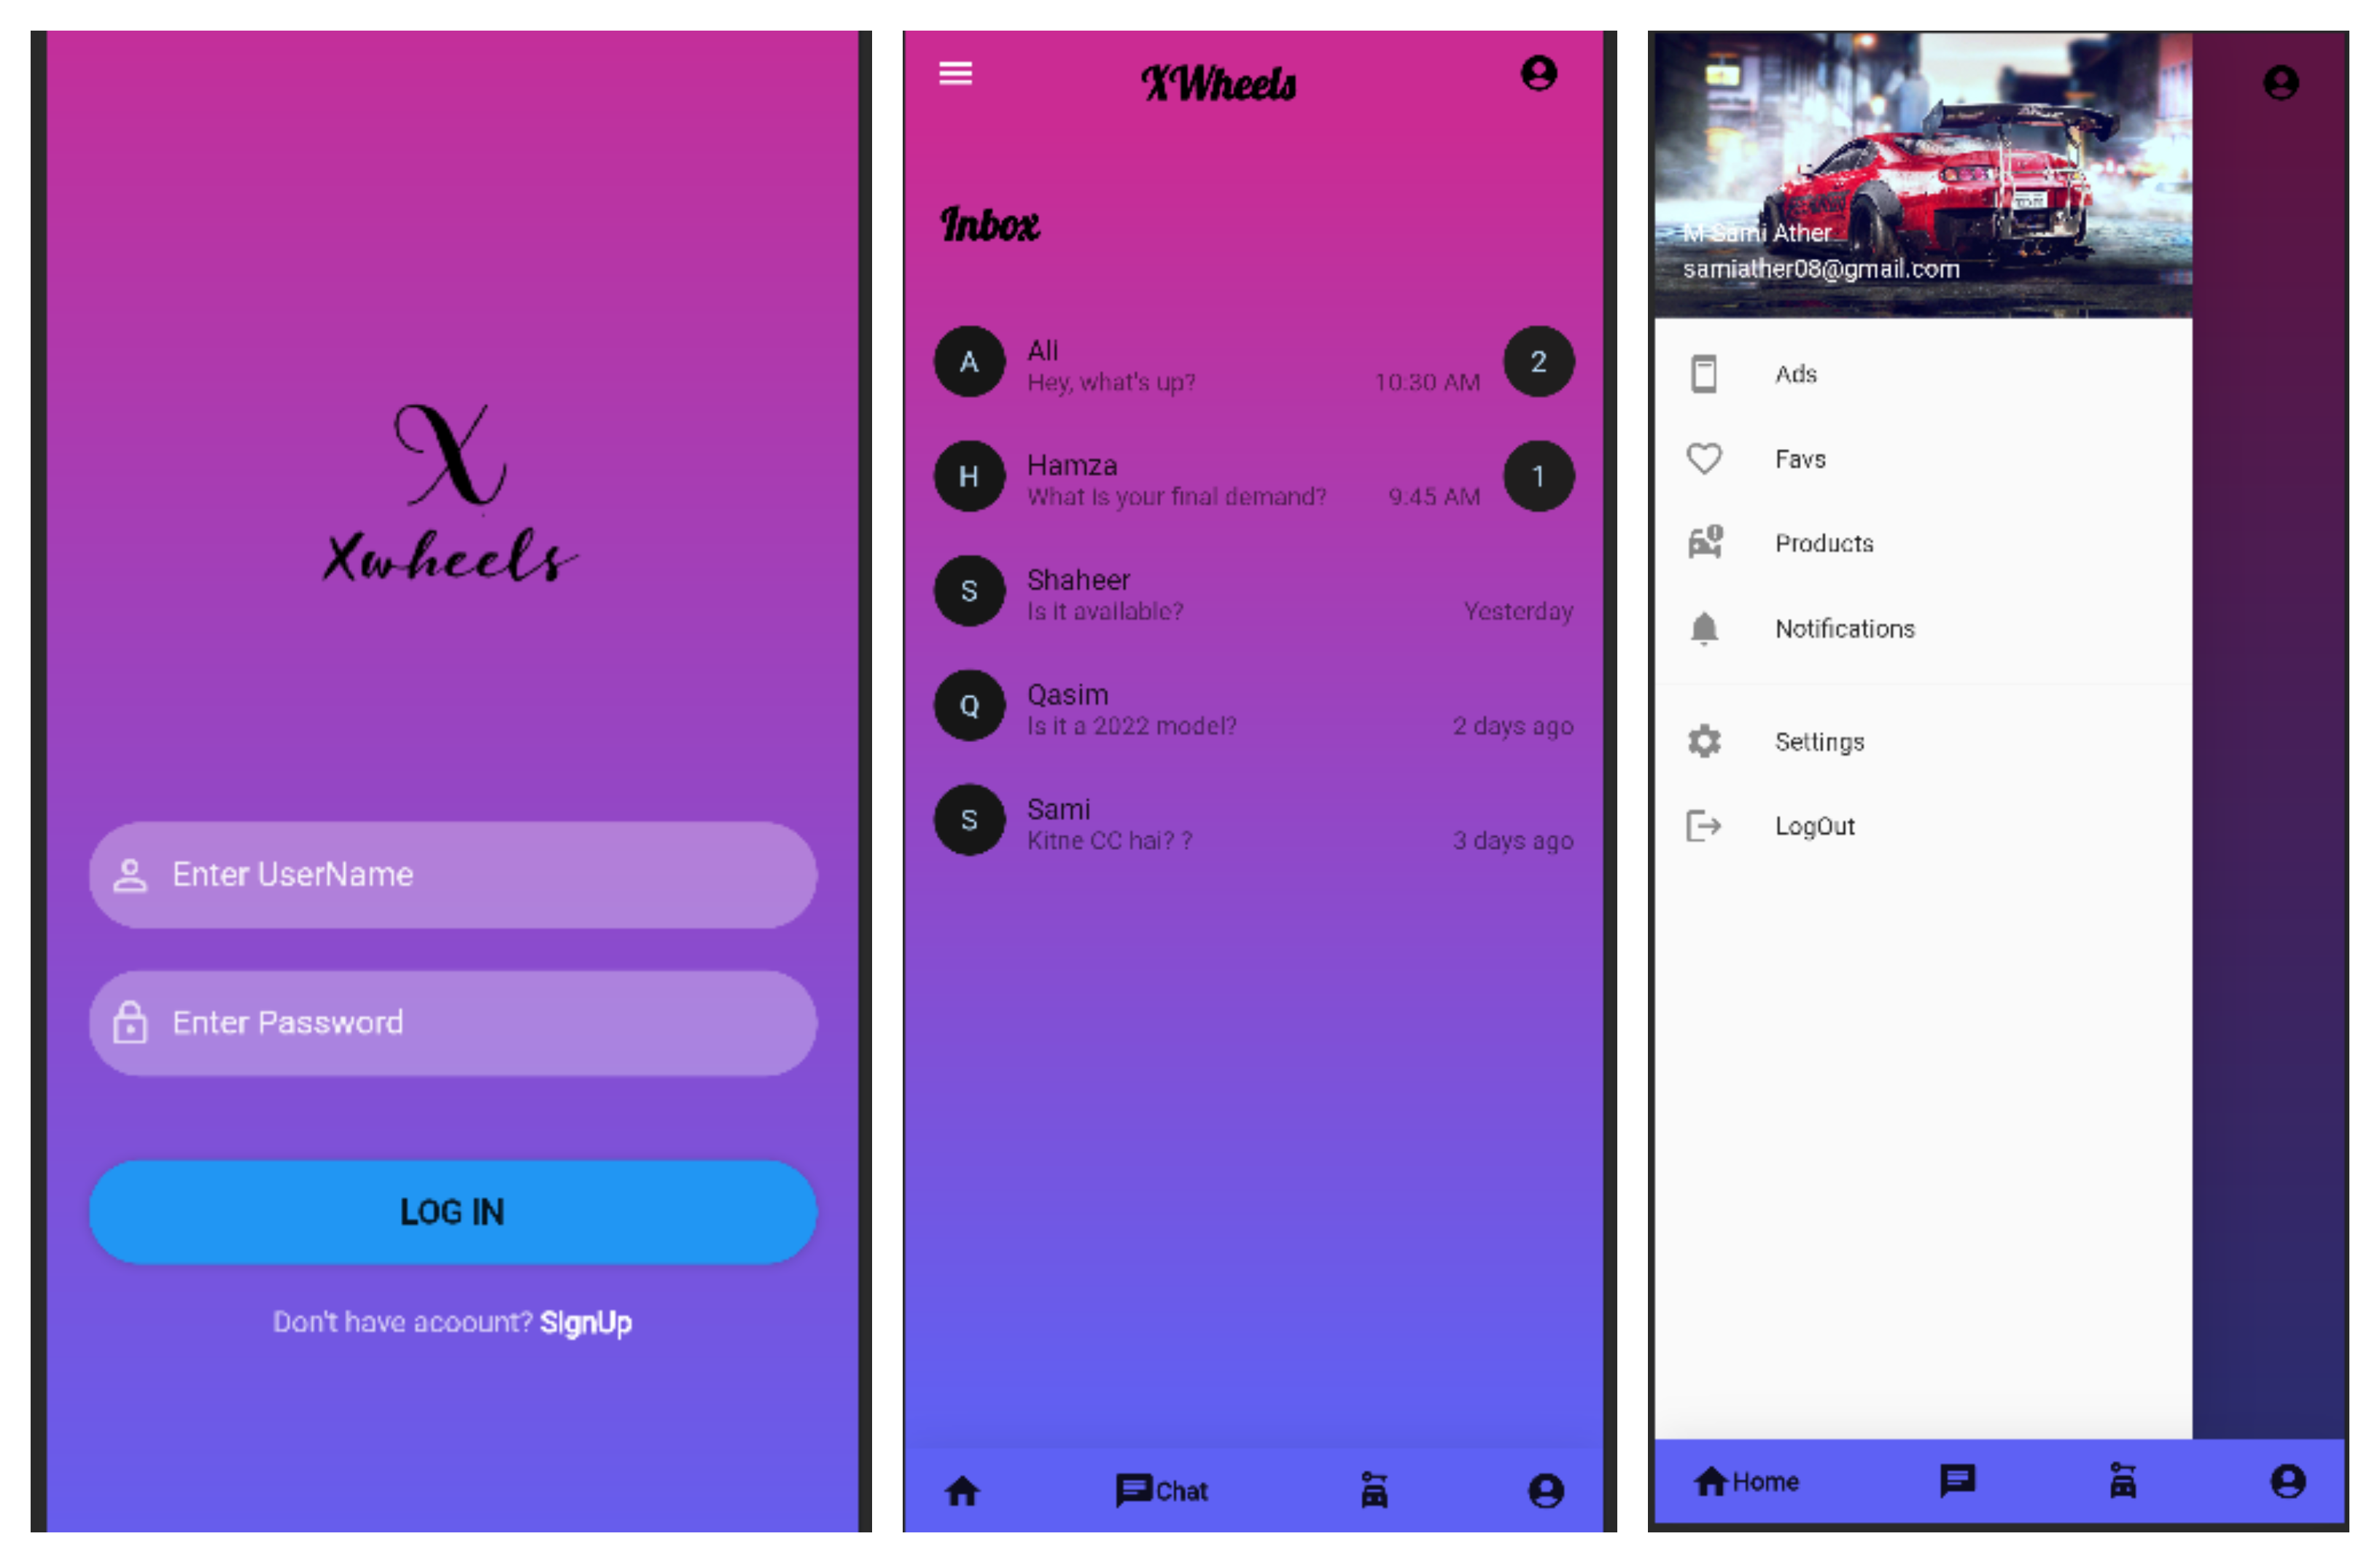 X
Xwheels
Enter UserName
Enter Password
LOG IN
Don't have acoount? SignUp
XWheels
Inbox
A Ali 2
Hey, what's up? 10:30 AM
H Hamza 1
What is your final demand? 9:45 AM
S Shaheer
Is it available? Yesterday
Q Qasim
Is it a 2022 model? 2 days ago
S Sami
Kitne CC hai? ? 3 days ago
Chat
M Sami Ather
samiather08@gmail.com
Ads
Favs
Products
Notifications
Settings
LogOut
Home